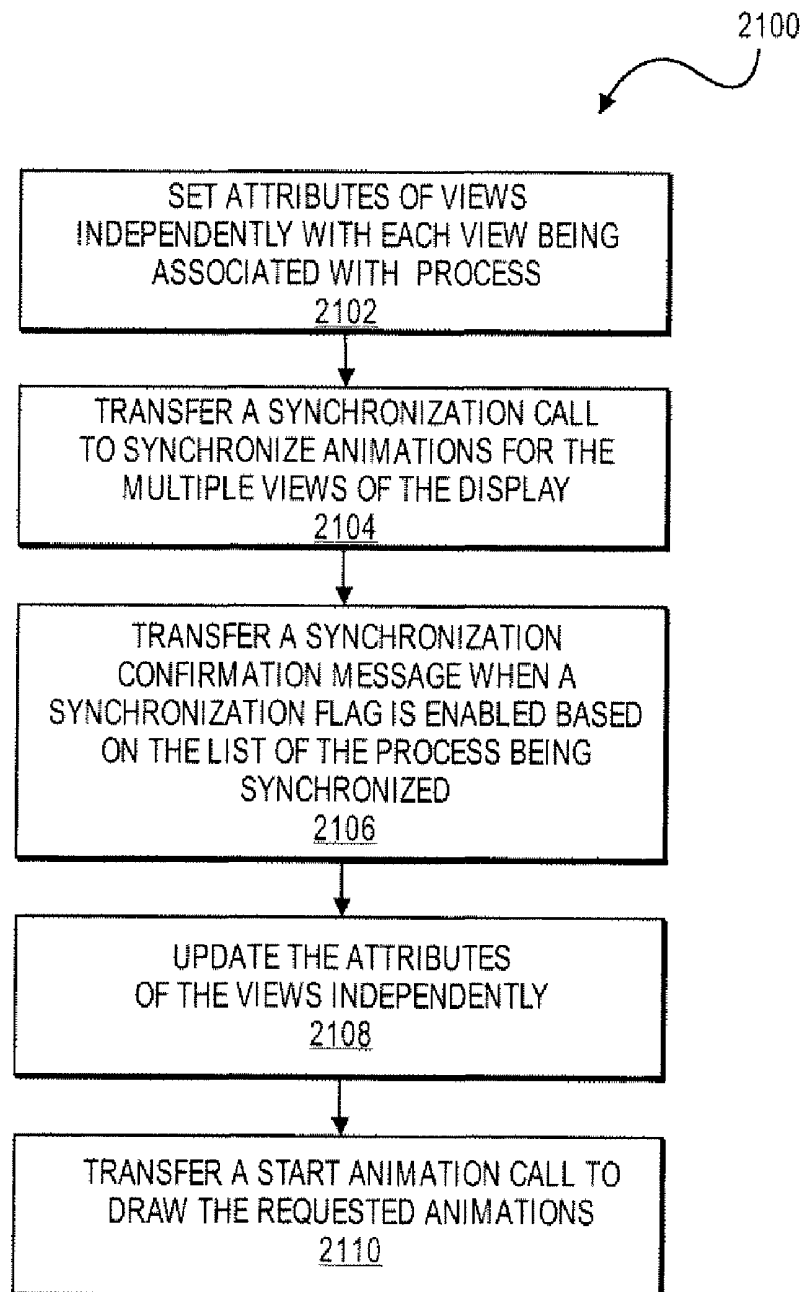 2100
SET ATTRIBUTES OF VIEWS
INDEPENDENTLY WITH EACH VIEW BEING
ASSOCIATED WITH PROCESS
2102
TRANSFER A SYNCHRONIZATION CALL
TO SYNCHRONIZE ANIMATIONS FOR THE
MULTIPLE VIEWS OF THE DISPLAY
2104
TRANSFER A SYNCHRONIZATION
CONFIRMATION MESSAGE WHEN A
SYNCHRONIZATION FLAG IS ENABLED BASED
ON THE LIST OF THE PROCESS BEING
SYNCHRONIZED
2106
UPDATE THE ATTRIBUTES
OF THE VIEWS INDEPENDENTLY
2108
TRANSFER A START ANIMATION CALL TO
DRAW THE REQUESTED ANIMATIONS
2110